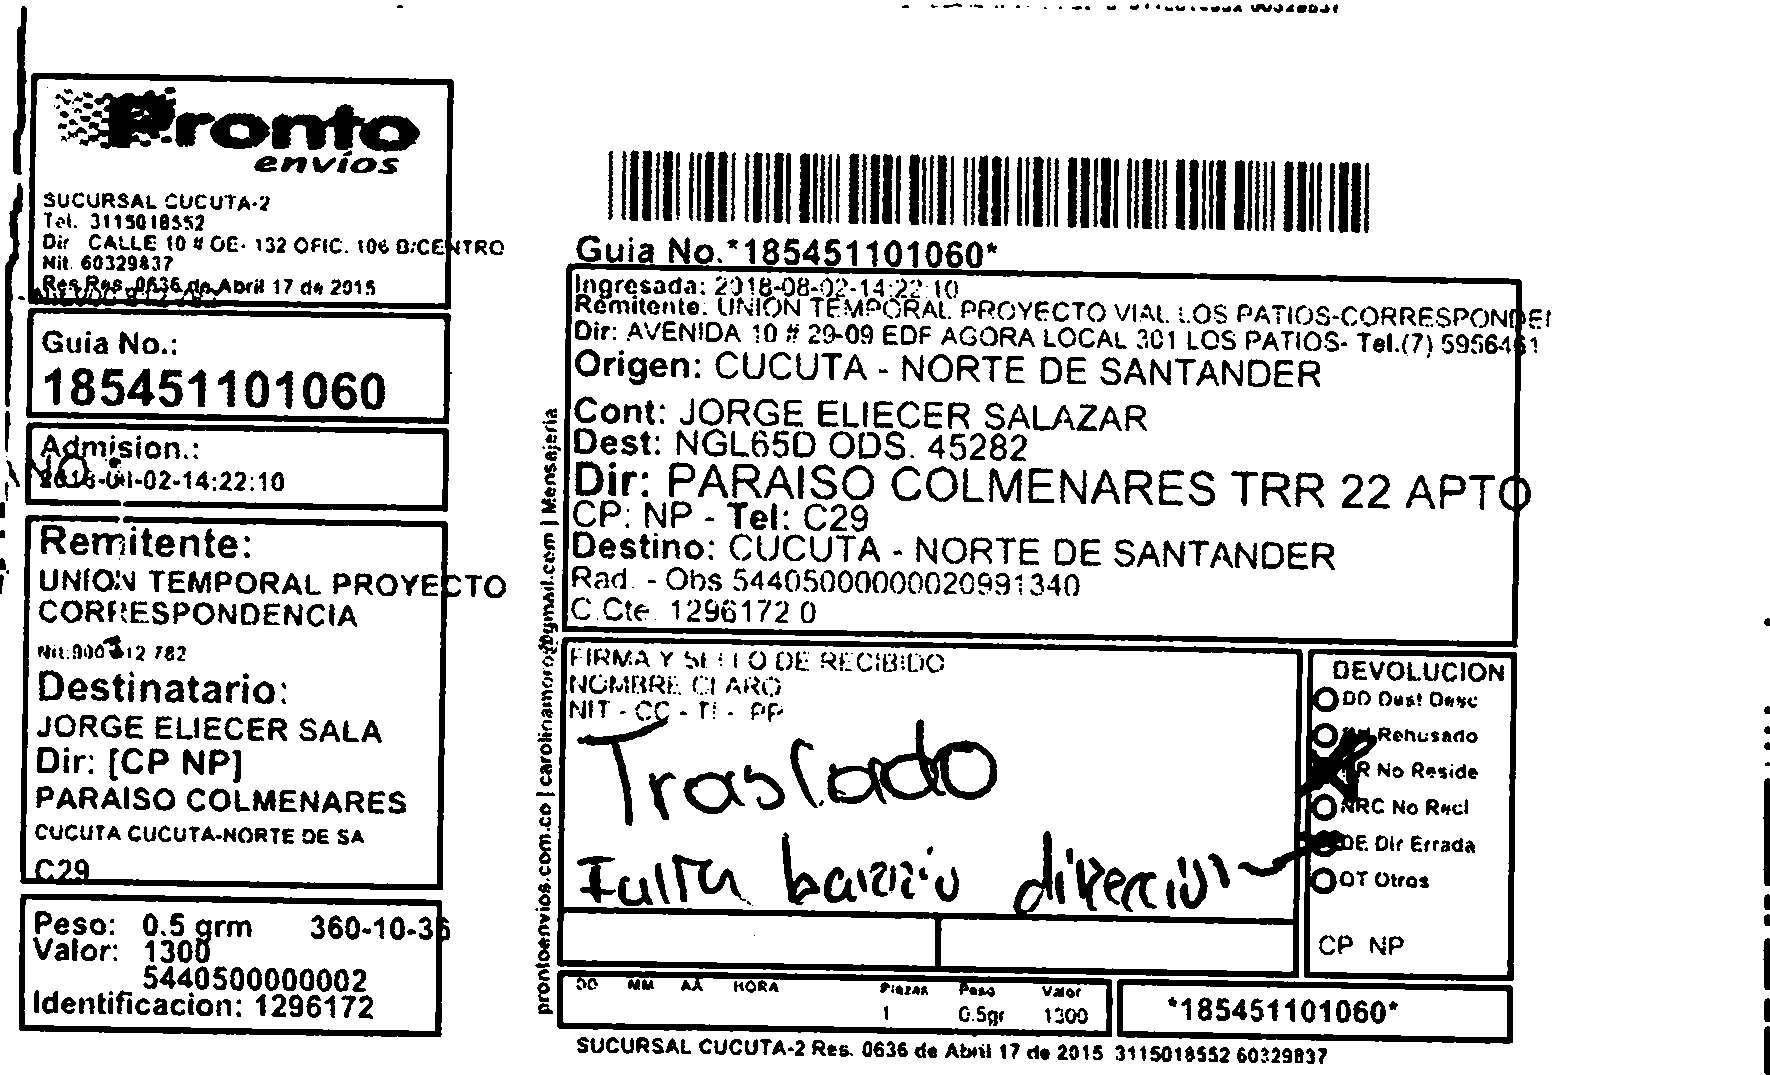 Pronto
envíos
SUCURSAL CUCUTA-2
Tel. 3115018552
Dir CALLE 10 # OE- 132 OFIC. 106 B/CENTRO
Nit. 60329837
Res Res. 0636 de Abril 17 de 2015
Guia No.:
185451101060
Admision.:
2018-08-02-14:22:10
Remitente:
UNION TEMPORAL PROYECTO
CORRESPONDENCIA
Destinatario:
JORGE ELIECER SALA
Dir: [CP NP]
PARAISO COLMENARES
CUCUTA CUCUTA-NORTE DE SA
C29
Peso: 0.5 grm 360-10-36
Valor: 1300
5440500000002
Identificacion: 1296172
prontoenvios.com.co | Mensajeria
Guia No.*185451101060*
Ingresada: 2018-08-02-14:22:10
Remitente: UNION TEMPORAL PROYECTO VIAL LOS PATIOS-CORRESPONDEI
Dir: AVENIDA 10 # 29-09 EDF AGORA LOCAL 301 LOS PATIOS- Tel.(7) 5956461
Origen: CUCUTA - NORTE DE SANTANDER
Cont: JORGE ELIECER SALAZAR
Dest: NGL65D ODS. 45282
Dir: PARAISO COLMENARES TRR 22 APTO
CP: NP - Tel: C29
Destino: CUCUTA - NORTE DE SANTANDER
Rad. - Obs 54405000000020991340
C.Cte. 1296172 0
FIRMA Y SELLO DE RECIBIDO
NOMBRE CLARO
NIT - CC - TI - PP
Traslado
Falta barrio dirección
DEVOLUCION
DD Dest Desc
Rehusado
NR No Reside
NRC No Recl
DE Dir Errada
OT Otros
CP NP
DD MM AA HORA Piezas Peso Valor
1 0.5gr 1300
*185451101060*
SUCURSAL CUCUTA-2 Res. 0636 de Abril 17 de 2015 3115018552 60329837